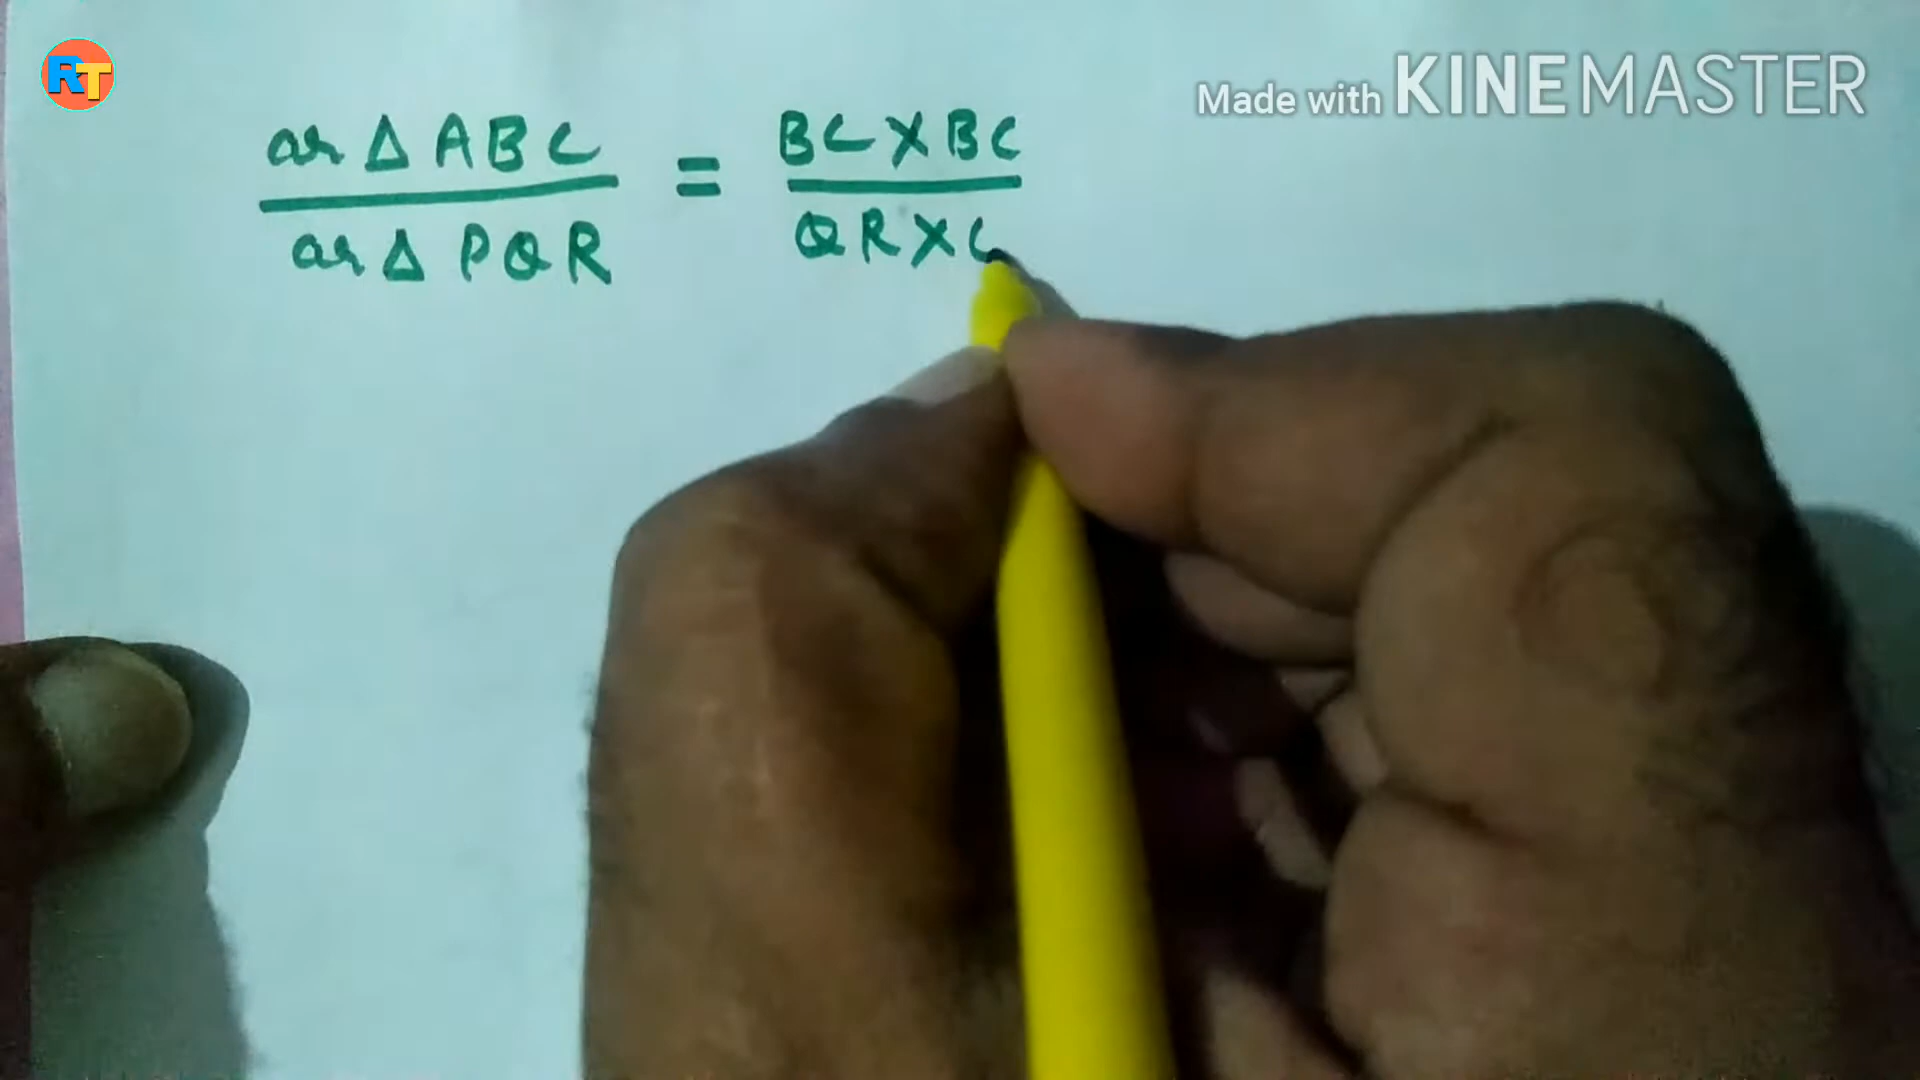 RT
Made with KINEMASTER
ar Δ ABC = BC X BC
ar Δ PQR QR X